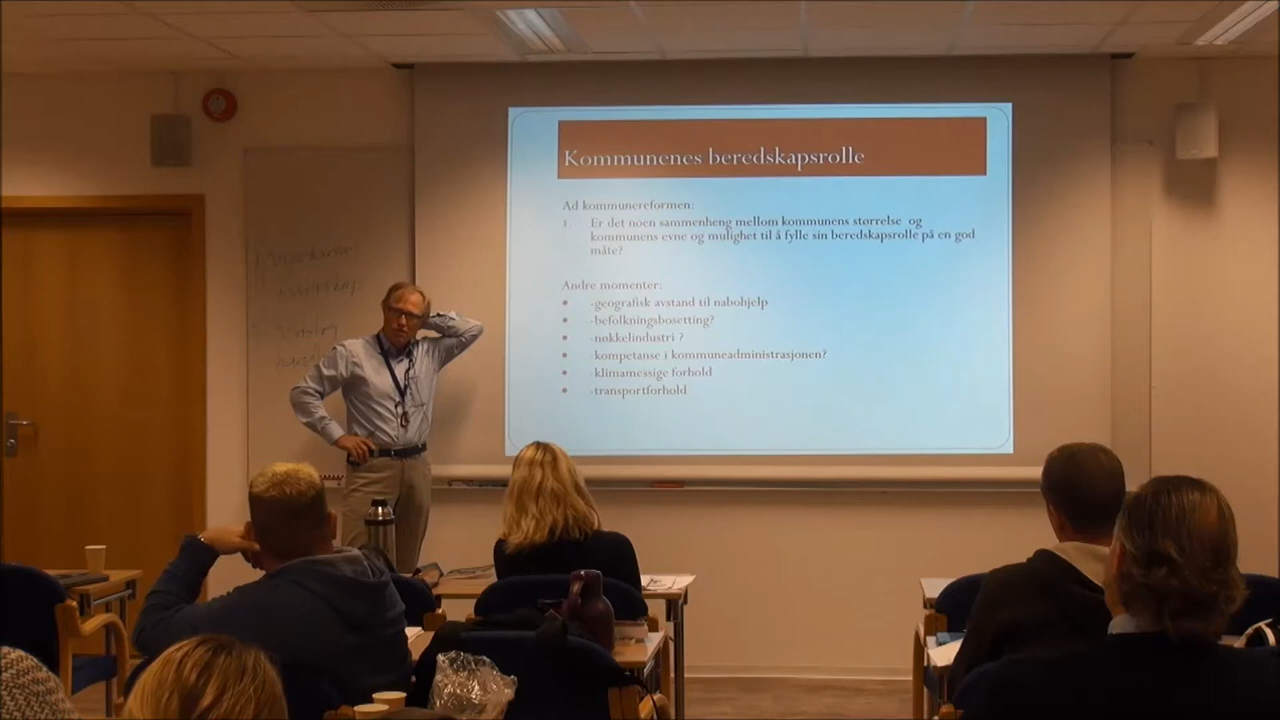 Kommunenes beredskapsrolle
Ad kommunereformen:
1. Er det noen sammenheng mellom kommunens størrelse og
kommunens evne og mulighet til å fylle sin beredskapsrolle på en god
måte?
Andre momenter:
• -geografisk avstand til nabohjelp
• -befolkningsbosetting?
• -nøkkelindustri ?
• -kompetanse i kommuneadministrasjonen?
• -klimamessige forhold
• -transportforhold